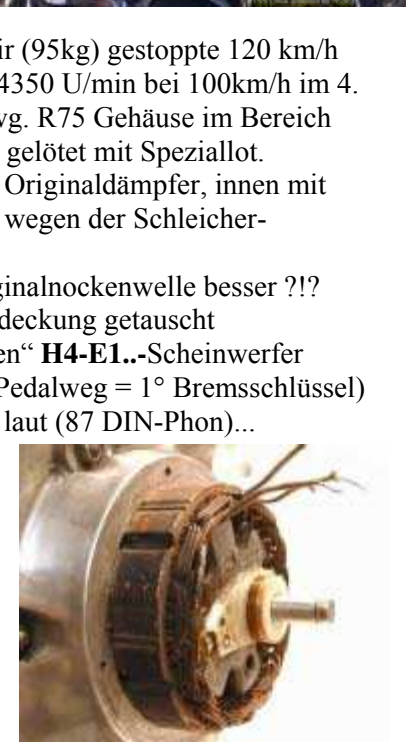 ir (95kg) gestoppte 120 km/h
4350 U/min bei 100km/h im 4.
vg. R75 Gehäuse im Bereich
gelötet mit Speziallot.
Originaldämpfer, innen mit
wegen der Schleicher-
ginalnockenwelle besser ?!?
deckung getauscht
en“ H4-E1..-Scheinwerfer
Pedalweg = 1° Bremsschlüssel)
laut (87 DIN-Phon)...